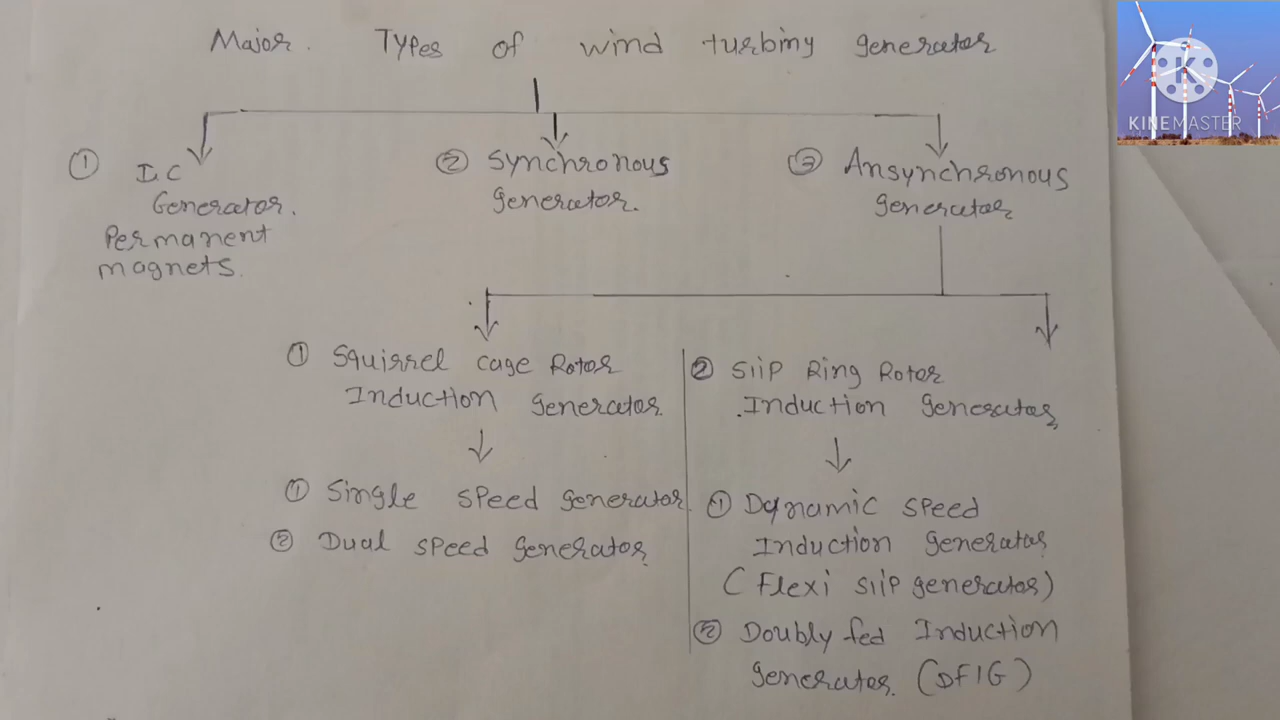 Major. Types of wind turbiny generator
① D.C
Generator.
Permanent
magnets.
② Synchronous
generator.
③ Ansynchronous
generator
① Squirrel cage Rotor
Induction generator.
① Single speed generator.
② Dual speed generator.
② Slip Ring Rotor
.Induction generator,
① Dynamic speed
Induction generator
(Flexi slip generator)
② Doubly fed Induction
generator. (DFIG)
K
KINEMASTER